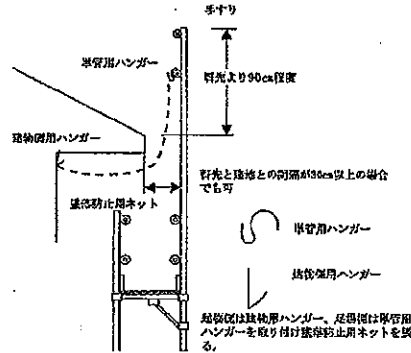 手すり
単管用ハンガー
軒先より90cm程度
建物側用ハンガー
軒先と建地との間隔が30cm以上の場合
でも可
墜落防止用ネット
単管用ハンガー
建物側用ハンガー
建物側は建物用ハンガー、足場側は単管用
ハンガーを取り付け墜落防止用ネットを張
る。